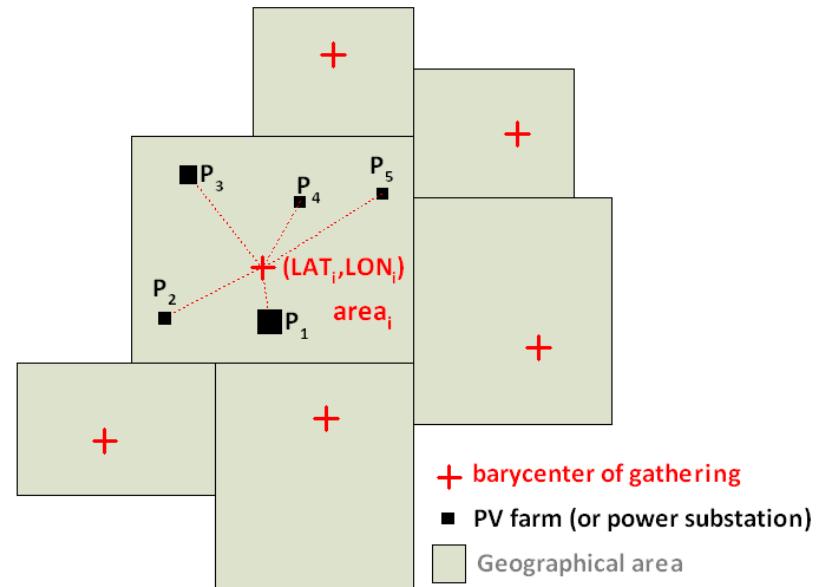 P3
P4
P5
(LATi,LONi)
areai
P2
P1
barycenter of gathering
PV farm (or power substation)
Geographical area